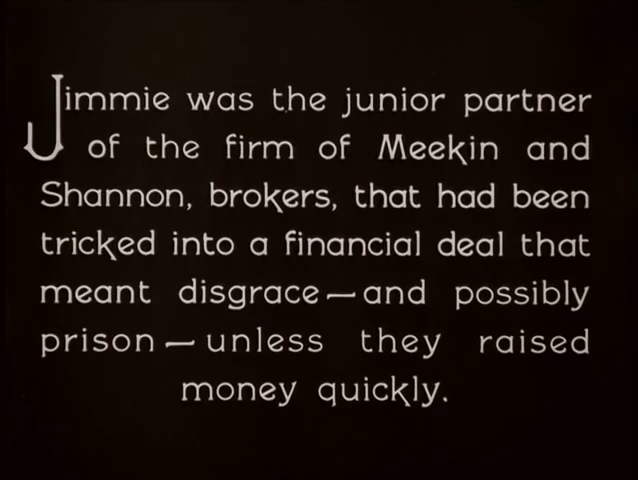 Jimmie was the junior partner
of the firm of Meekin and
Shannon, brokers, that had been
tricked into a financial deal that
meant disgrace—and possibly
prison—unless they raised
money quickly.